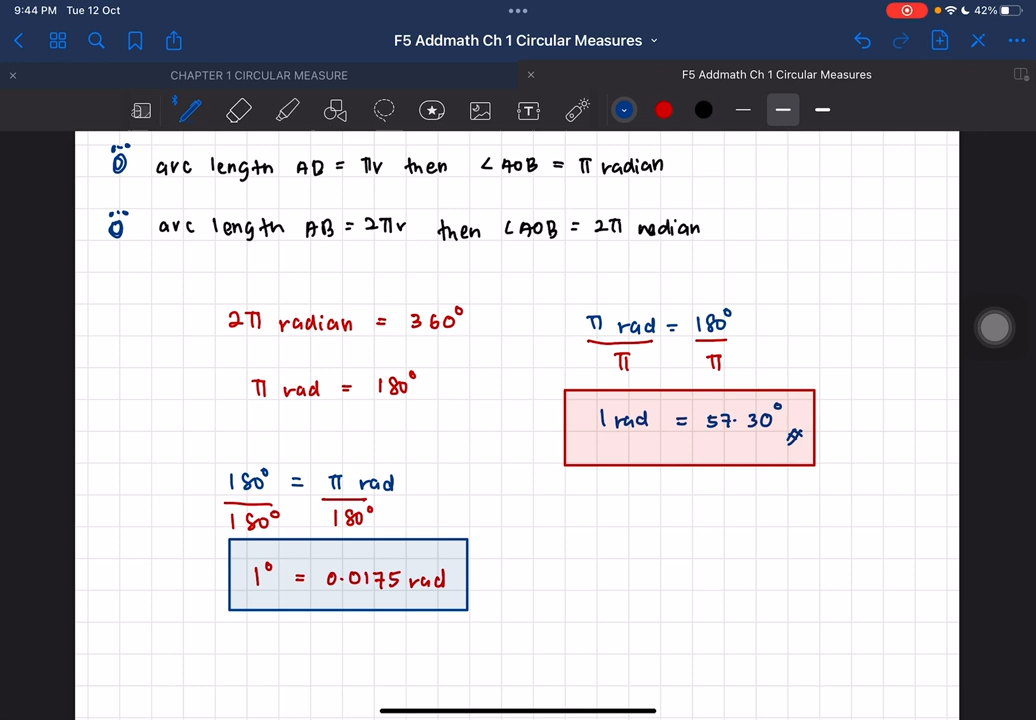 9:44 PM Tue 12 Oct
42%
F5 Addmath Ch 1 Circular Measures
CHAPTER 1 CIRCULAR MEASURE
F5 Addmath Ch 1 Circular Measures
arc length AB = πr then ∠AOB = π radian
arc length AB = 2πr then ∠AOB = 2π radian
2π radian = 360°
π rad = 180°
180° = π rad
180° 180°
1° = 0.0175 rad
π rad = 180°
π π
1 rad = 57.30°